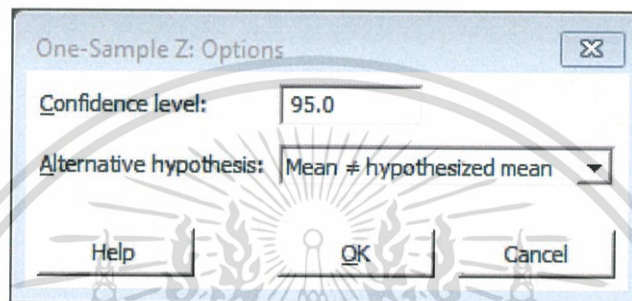 One-Sample Z: Options
Confidence level: 95.0
Alternative hypothesis: Mean ≠ hypothesized mean
Help OK Cancel